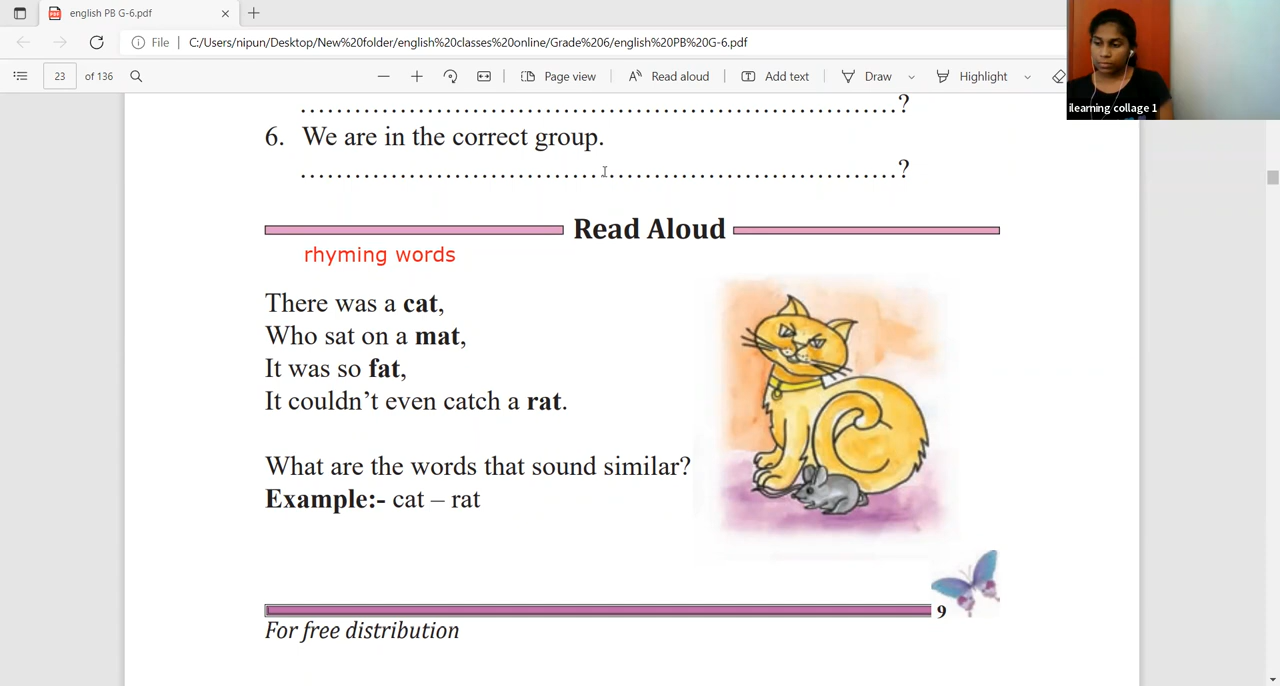 english PB G-6.pdf
File
C:/Users/nipun/Desktop/New%20folder/english%20classes%20online/Grade%206/english%20PB%20G-6.pdf
23 of 136
Page view
Read aloud
Add text
Draw
Highlight
ilearning collage 1
............................................................................?
6. We are in the correct group.
............................................................................?
Read Aloud
rhyming words
There was a cat,
Who sat on a mat,
It was so fat,
It couldn't even catch a rat.
What are the words that sound similar?
Example:- cat – rat
9
For free distribution